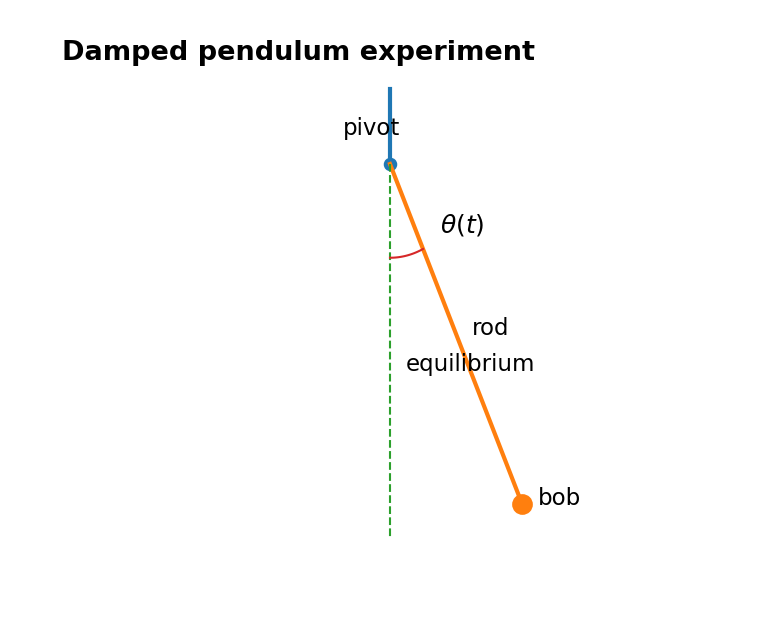 Damped pendulum experiment
pivot
θ(t)
rod
equilibrium
bob